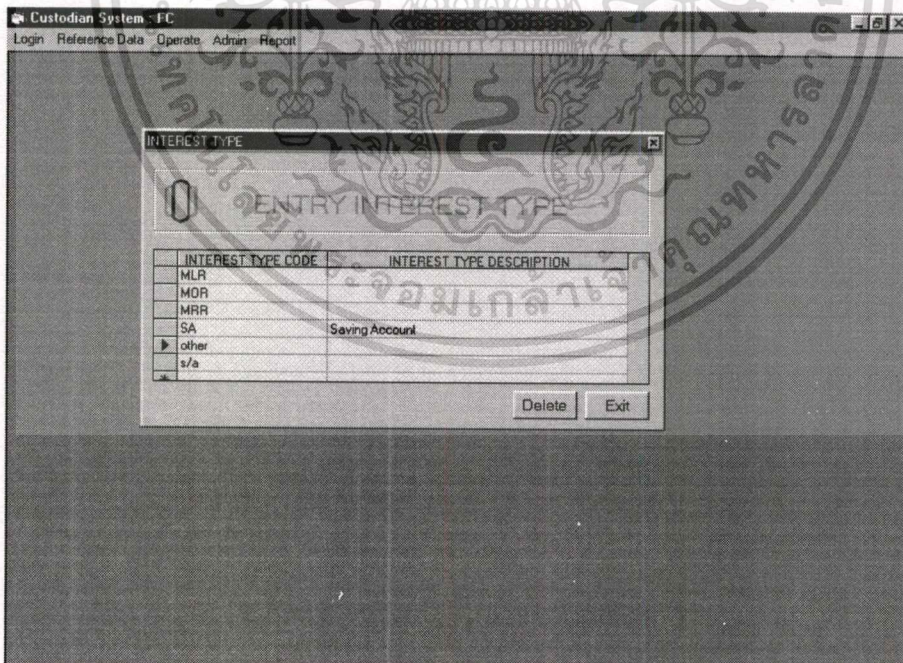 Custodian System : FC
Login Reference Data Operate Admin Report
INTEREST TYPE
ENTRY INTEREST TYPE
INTEREST TYPE CODE INTEREST TYPE DESCRIPTION
MLR
MOR
MRR
SA Saving Account
other
s/a
Delete Exit